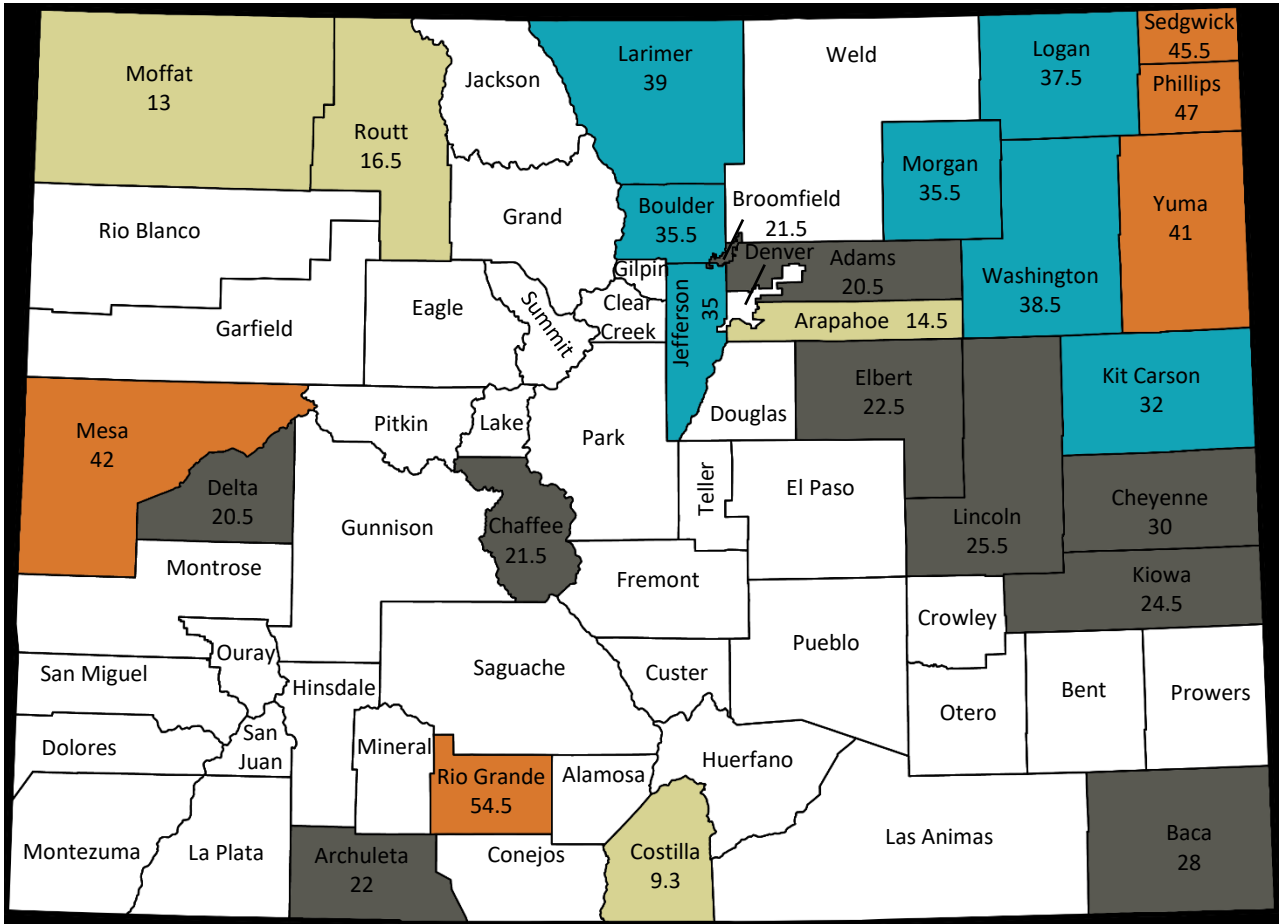 Sedgwick
45.5
Moffat
13
Jackson
Larimer
39
Weld
Logan
37.5
Phillips
47
Routt
16.5
Morgan
35.5
Yuma
41
Rio Blanco
Grand
Boulder
35.5
Broomfield
21.5
Denver
Adams
20.5
Gilpin
Washington
38.5
Garfield
Eagle
Summit
Clear
Creek
Jefferson
35
Arapahoe 14.5
Mesa
42
Pitkin
Lake
Park
Douglas
Elbert
22.5
Kit Carson
32
Delta
20.5
Gunnison
Chaffee
21.5
Teller
El Paso
Lincoln
25.5
Cheyenne
30
Montrose
Fremont
Kiowa
24.5
Ouray
San Miguel
Hinsdale
Saguache
Custer
Pueblo
Crowley
Otero
Bent
Prowers
Dolores
San
Juan
Mineral
Rio Grande
54.5
Alamosa
Huerfano
Montezuma
La Plata
Archuleta
22
Conejos
Costilla
9.3
Las Animas
Baca
28